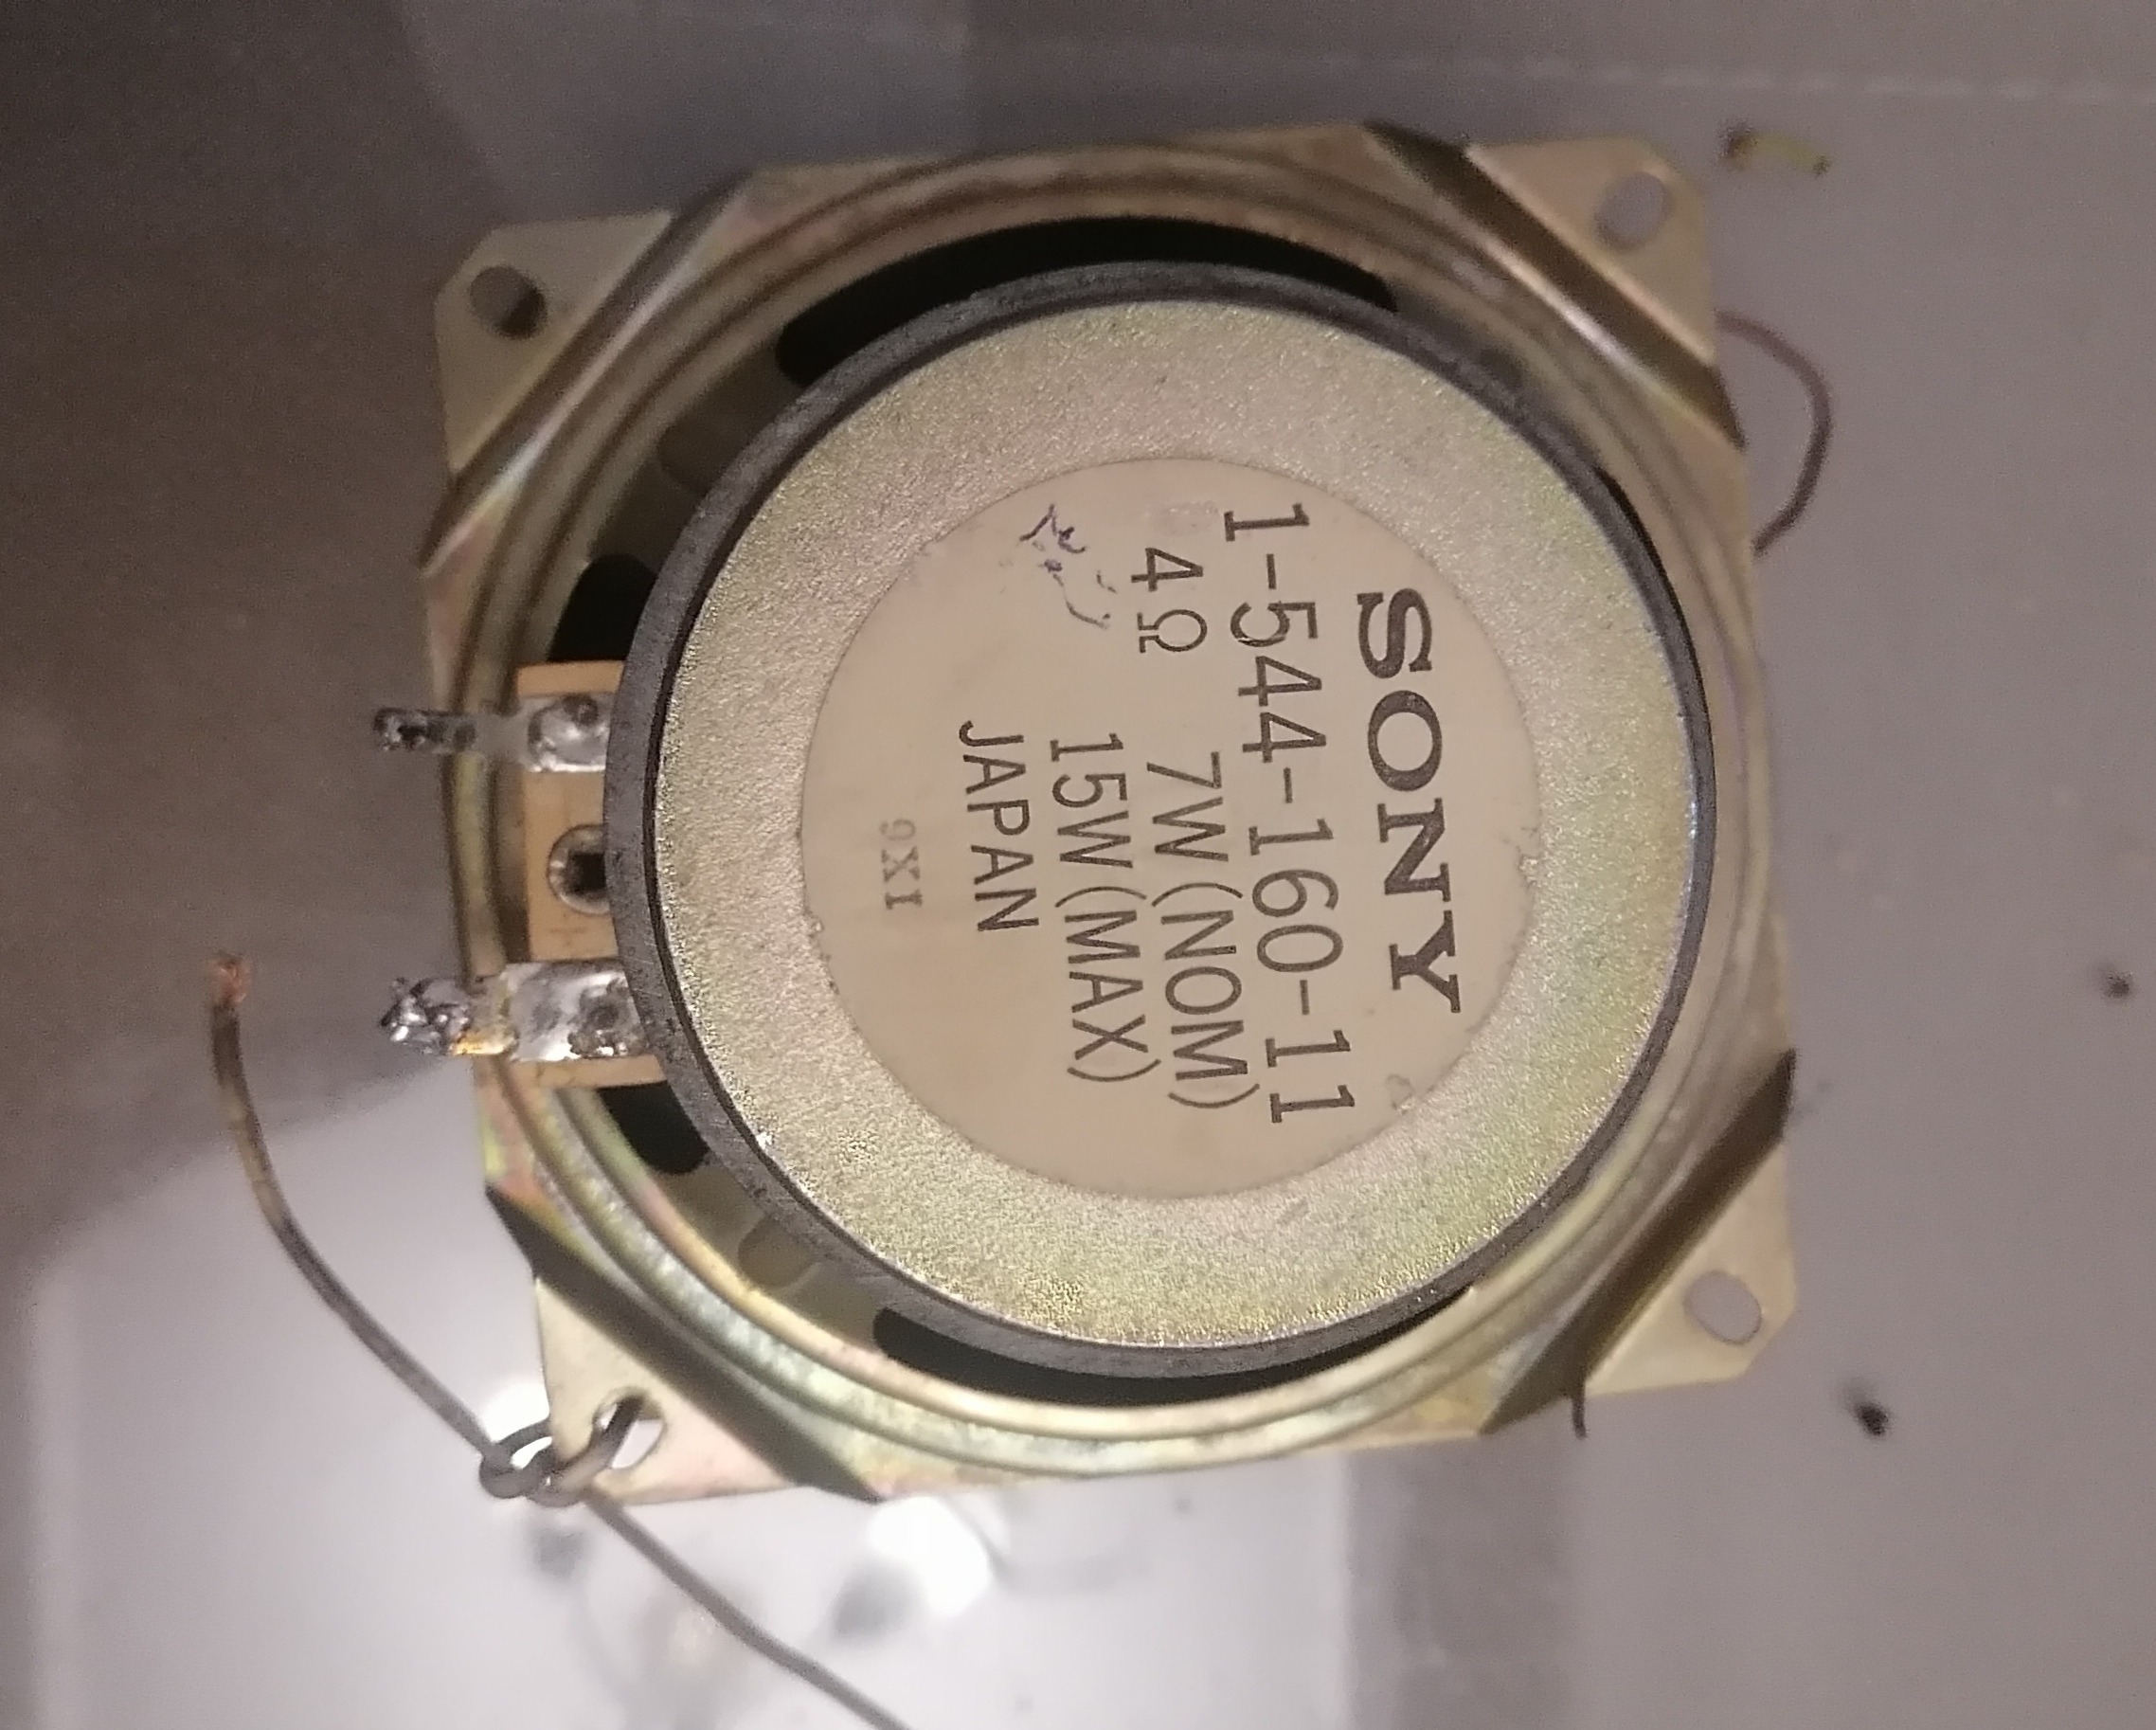 SONY
1-544-160-11
4Ω 7W(NOM)
15W(MAX)
JAPAN
9XI
+